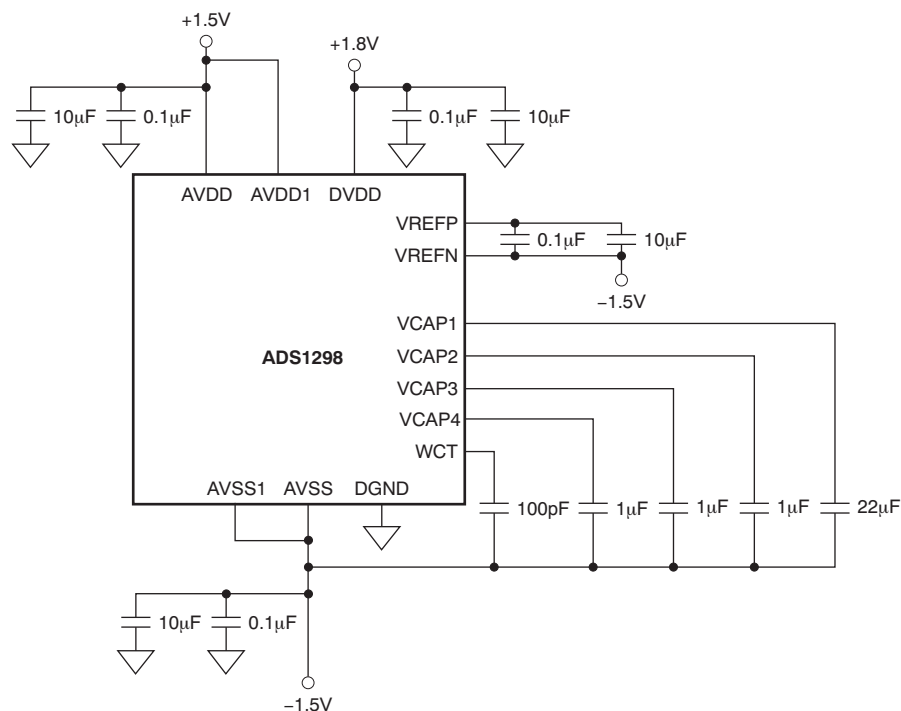 +1.5V
+1.8V
10μF 0.1μF 0.1μF 10μF
AVDD AVDD1 DVDD
VREFP
0.1μF 10μF
VREFN
−1.5V
VCAP1
ADS1298 VCAP2
VCAP3
VCAP4
WCT
AVSS1 AVSS DGND
100pF 1μF 1μF 1μF 22μF
10μF 0.1μF
−1.5V